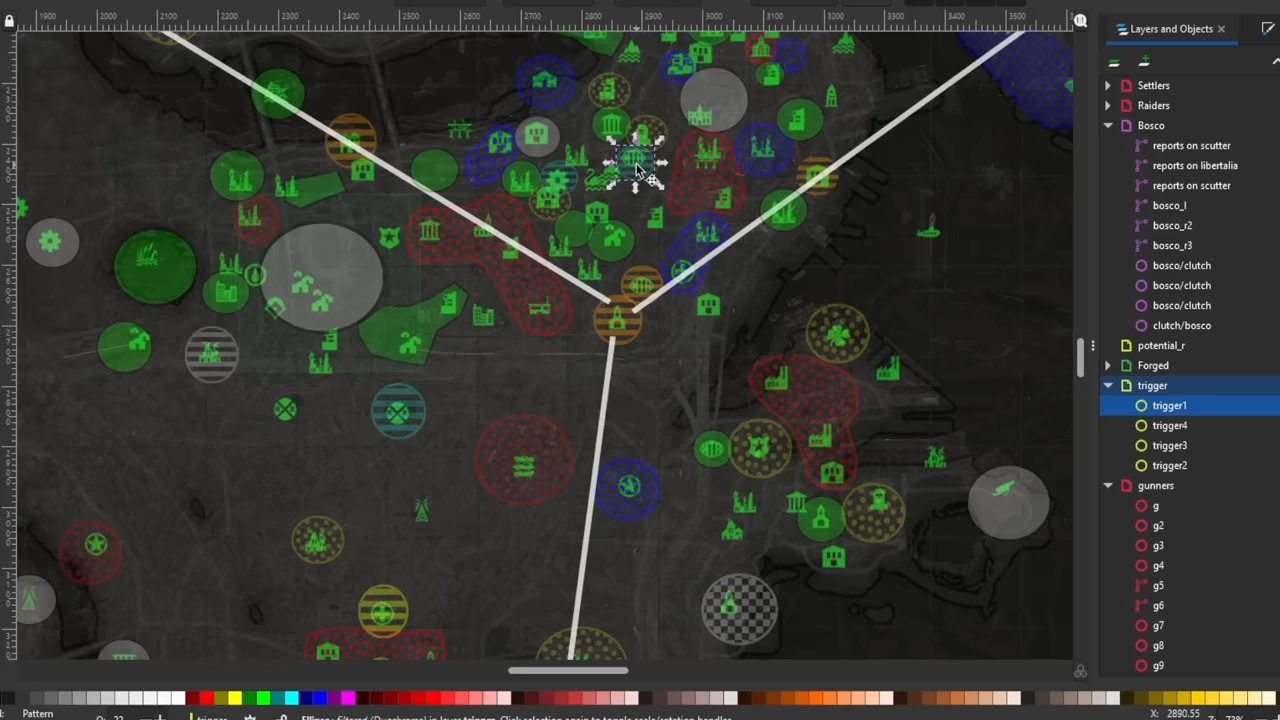 1900 2000 2100 2200 2300 2400 2500 2600 2700 2800 2900 3000 3100 3200 3300 3400 3500
Layers and Objects
Settlers
Raiders
Bosco
reports on scutter
reports on libertalia
reports on scutter
bosco_l
bosco_r2
bosco_r3
bosco/clutch
bosco/clutch
bosco/clutch
clutch/bosco
potential_r
Forged
trigger
trigger1
trigger4
trigger3
trigger2
gunners
g
g2
g3
g4
g5
g6
g7
g8
g9
Pattern
X: 2890.55